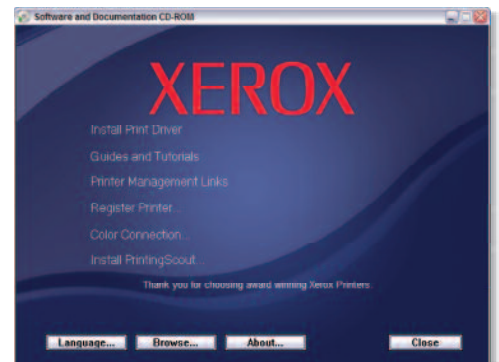 Software and Documentation CD-ROM
XEROX
Install Print Driver
Guides and Tutorials
Printer Management Links
Register Printer...
Color Connection...
Install PrintingScout...
Thank you for choosing award winning Xerox Printers.
Language... Browse... About... Close